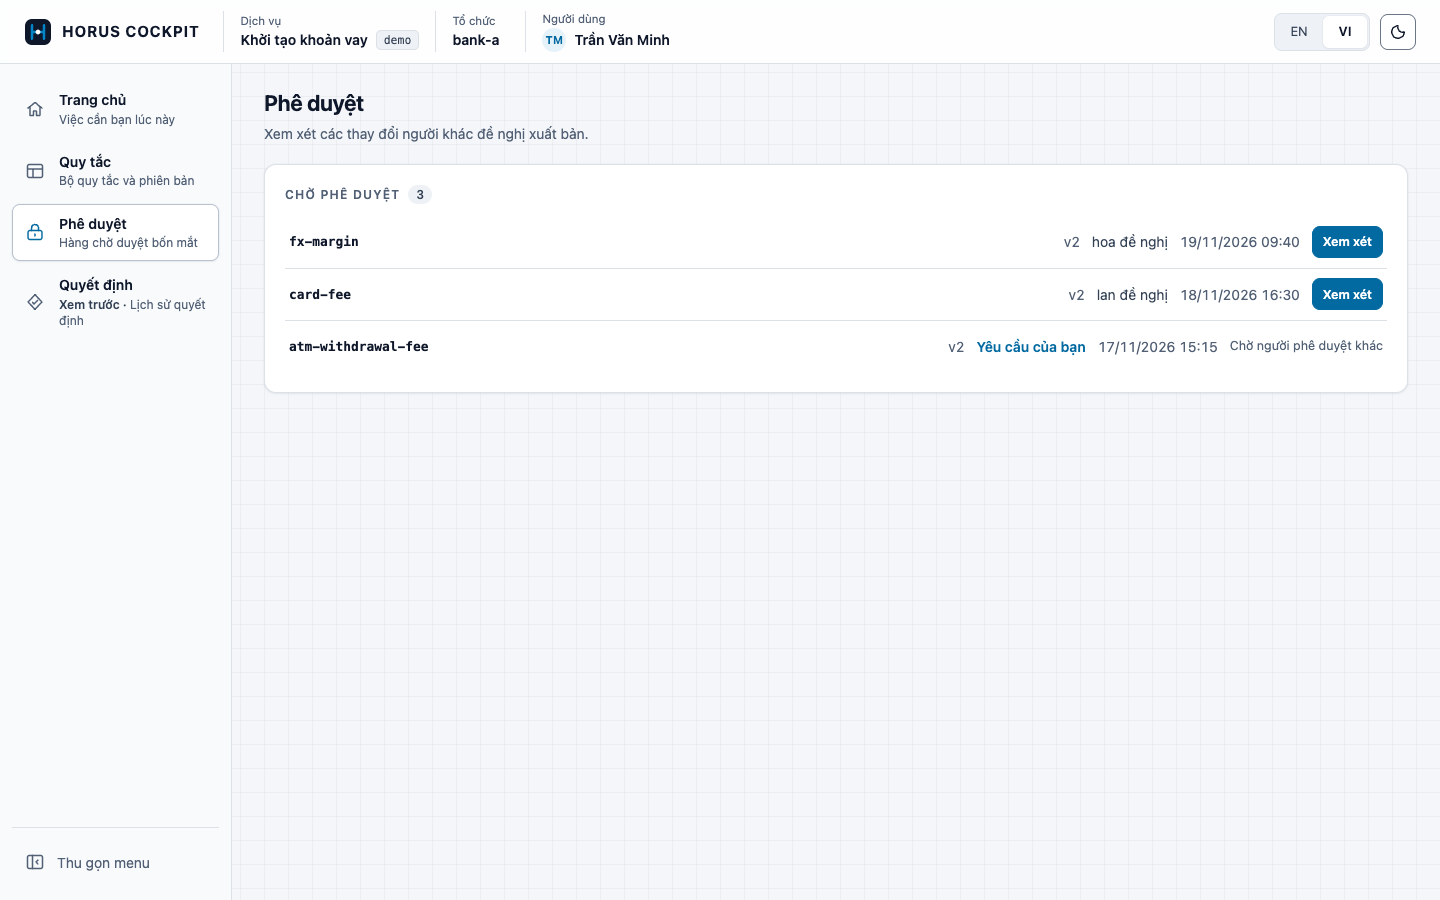 HORUS COCKPIT
Dịch vụ
Khởi tạo khoản vay demo
Tổ chức
bank-a
Người dùng
TM Trần Văn Minh
EN VI
Trang chủ
Việc cần bạn lúc này
Quy tắc
Bộ quy tắc và phiên bản
Phê duyệt
Hàng chờ duyệt bốn mắt
Quyết định
Xem trước · Lịch sử quyết
định
Thu gọn menu
Phê duyệt
Xem xét các thay đổi người khác đề nghị xuất bản.
CHỜ PHÊ DUYỆT 3
fx-margin v2 hoa đề nghị 19/11/2026 09:40 Xem xét
card-fee v2 lan đề nghị 18/11/2026 16:30 Xem xét
atm-withdrawal-fee v2 Yêu cầu của bạn 17/11/2026 15:15 Chờ người phê duyệt khác